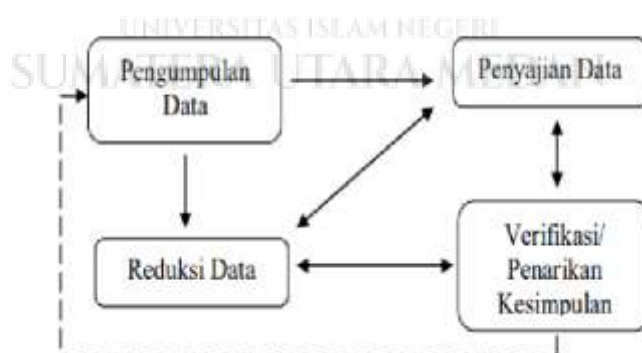 UNIVERSITAS ISLAM NEGERI
SUMATERA UTARA MEDAN
Pengumpulan
Data
Penyajian Data
Reduksi Data
Verifikasi/
Penarikan
Kesimpulan